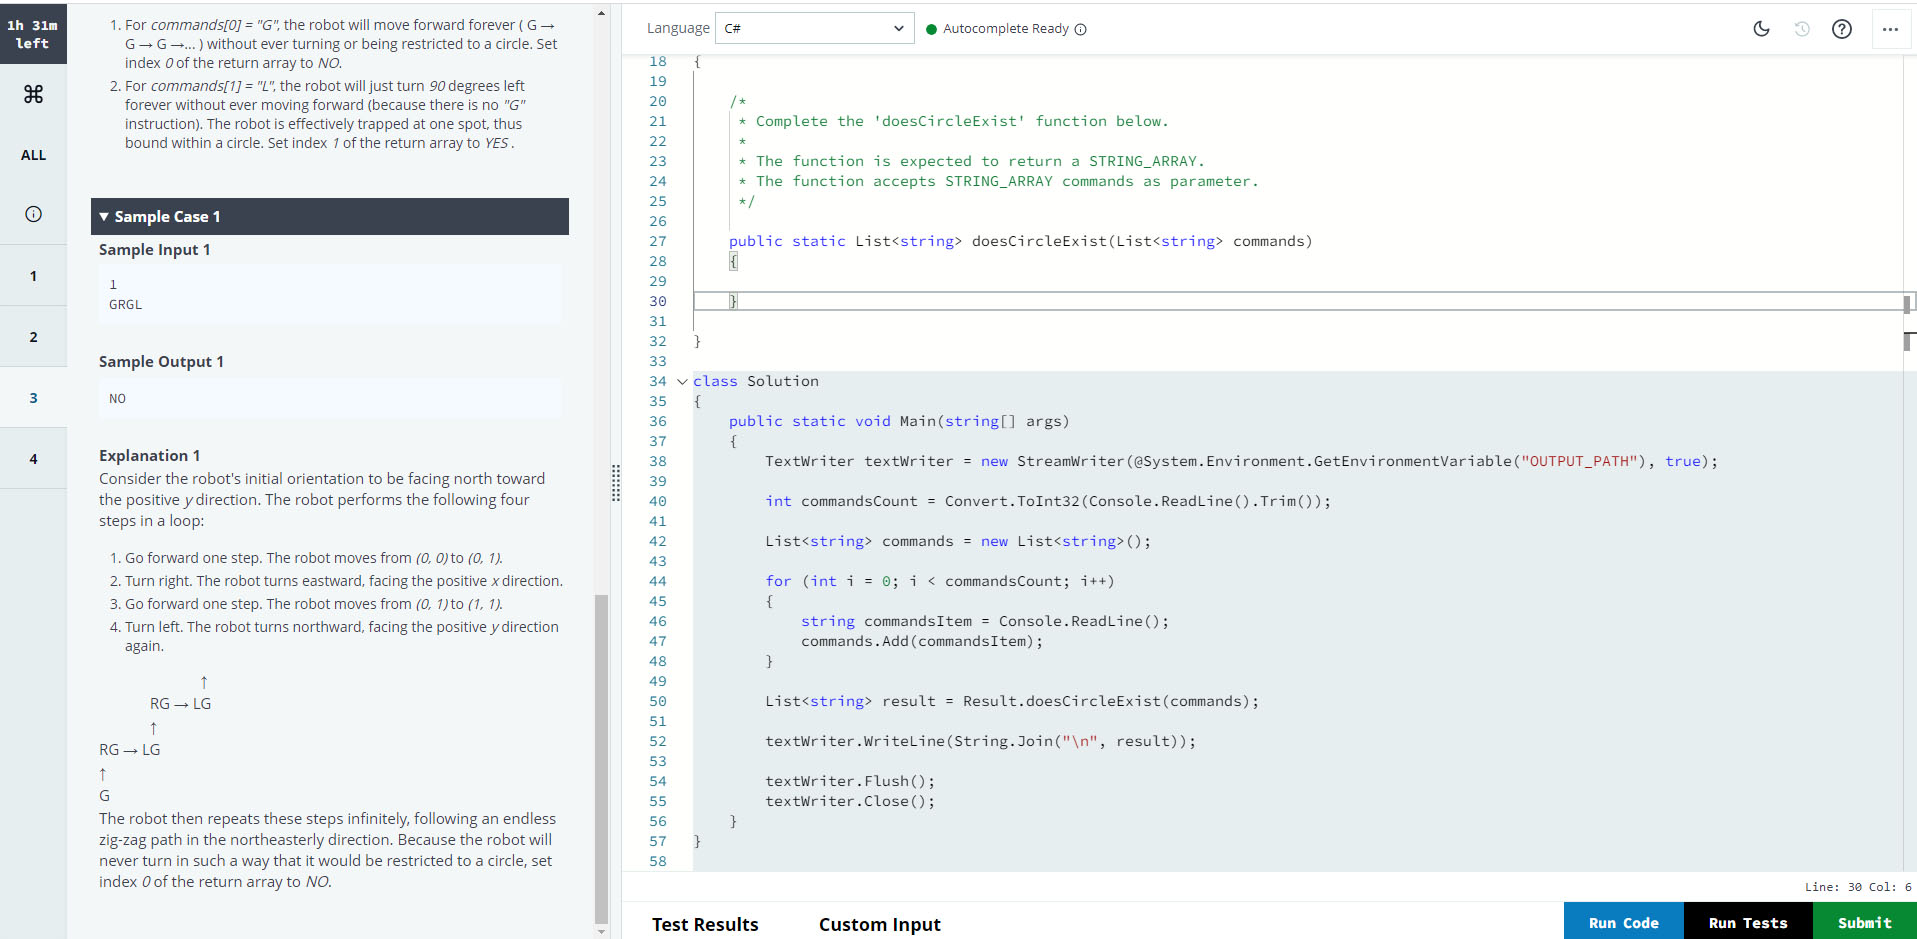 1h 31m
left
ALL
1
2
3
4
1. For commands[0] = "G", the robot will move forward forever ( G →
G → G →... ) without ever turning or being restricted to a circle. Set
index 0 of the return array to NO.
2. For commands[1] = "L", the robot will just turn 90 degrees left
forever without ever moving forward (because there is no "G"
instruction). The robot is effectively trapped at one spot, thus
bound within a circle. Set index 1 of the return array to YES .
▼ Sample Case 1
Sample Input 1
1
GRGL
Sample Output 1
NO
Explanation 1
Consider the robot's initial orientation to be facing north toward
the positive y direction. The robot performs the following four
steps in a loop:
1. Go forward one step. The robot moves from (0, 0) to (0, 1).
2. Turn right. The robot turns eastward, facing the positive x direction.
3. Go forward one step. The robot moves from (0, 1) to (1, 1).
4. Turn left. The robot turns northward, facing the positive y direction
again.
↑
RG → LG
↑
RG → LG
↑
G
The robot then repeats these steps infinitely, following an endless
zig-zag path in the northeasterly direction. Because the robot will
never turn in such a way that it would be restricted to a circle, set
index 0 of the return array to NO.
Language C# Autocomplete Ready
18 {
19
20 /*
21 * Complete the 'doesCircleExist' function below.
22 *
23 * The function is expected to return a STRING_ARRAY.
24 * The function accepts STRING_ARRAY commands as parameter.
25 */
26
27 public static List<string> doesCircleExist(List<string> commands)
28 {
29
30 }
31
32 }
33
34 class Solution
35 {
36 public static void Main(string[] args)
37 {
38 TextWriter textWriter = new StreamWriter(@System.Environment.GetEnvironmentVariable("OUTPUT_PATH"), true);
39
40 int commandsCount = Convert.ToInt32(Console.ReadLine().Trim());
41
42 List<string> commands = new List<string>();
43
44 for (int i = 0; i < commandsCount; i++)
45 {
46 string commandsItem = Console.ReadLine();
47 commands.Add(commandsItem);
48 }
49
50 List<string> result = Result.doesCircleExist(commands);
51
52 textWriter.WriteLine(String.Join("\n", result));
53
54 textWriter.Flush();
55 textWriter.Close();
56 }
57 }
58
Line: 30 Col: 6
Test Results Custom Input Run Code Run Tests Submit